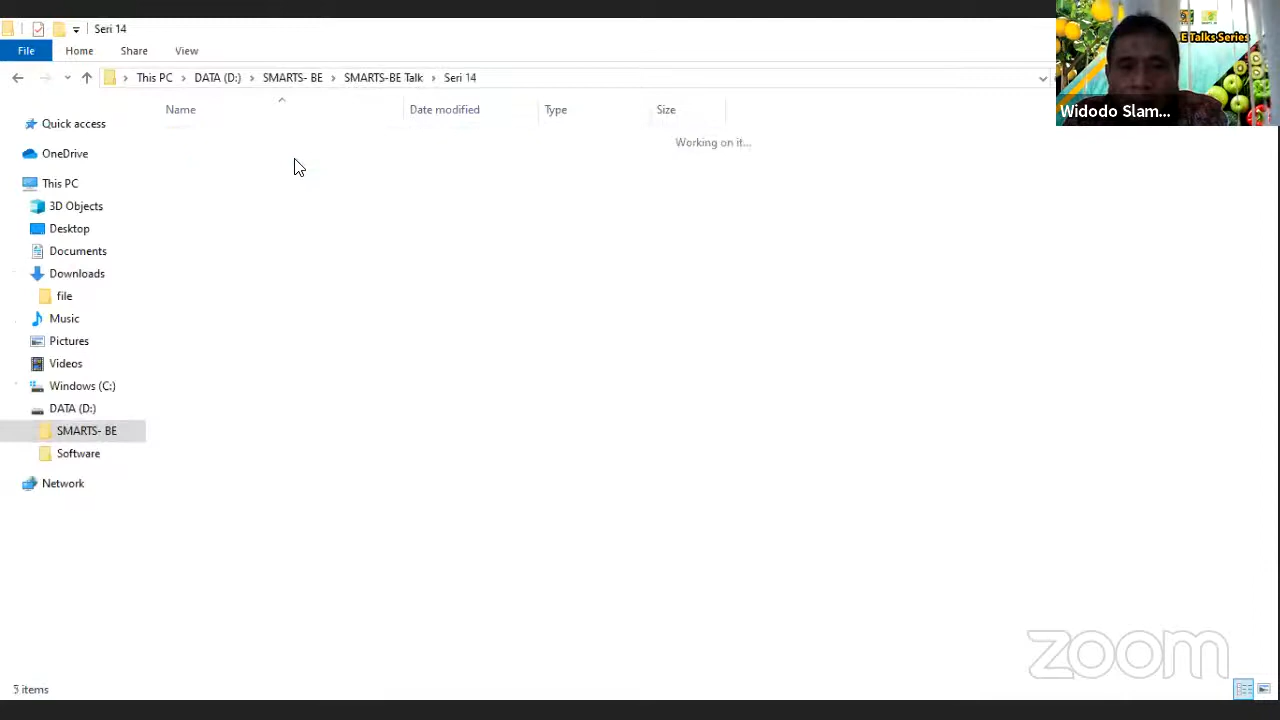 Seri 14
File Home Share View
This PC DATA (D:) SMARTS- BE SMARTS-BE Talk Seri 14
Name Date modified Type Size
Working on it...
Quick access
OneDrive
This PC
3D Objects
Desktop
Documents
Downloads
file
Music
Pictures
Videos
Windows (C:)
DATA (D:)
SMARTS- BE
Software
Network
5 items
E Talks Series
Widodo Slam...
zoom